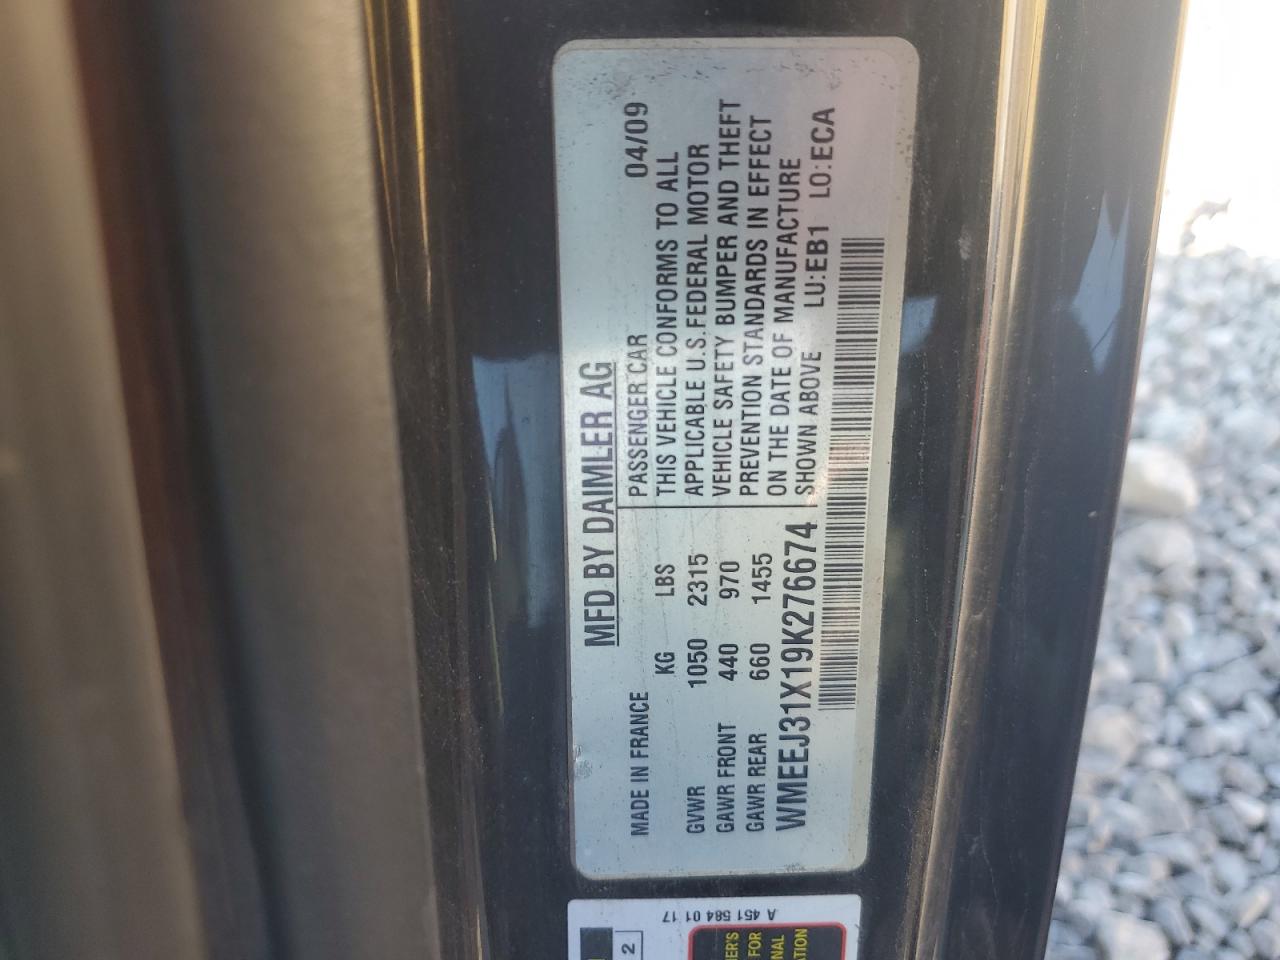 MFD BY DAIMLER AG
MADE IN FRANCE
KG LBS
GVWR 1050 2315
GAWR FRONT 440 970
GAWR REAR 660 1455
PASSENGER CAR 04/09
THIS VEHICLE CONFORMS TO ALL
APPLICABLE U.S. FEDERAL MOTOR
VEHICLE SAFETY BUMPER AND THEFT
PREVENTION STANDARDS IN EFFECT
ON THE DATE OF MANUFACTURE
SHOWN ABOVE LU:EB1 LO:ECA
WMEEJ31X19K276674
A 451 584 01 17
2
FOR